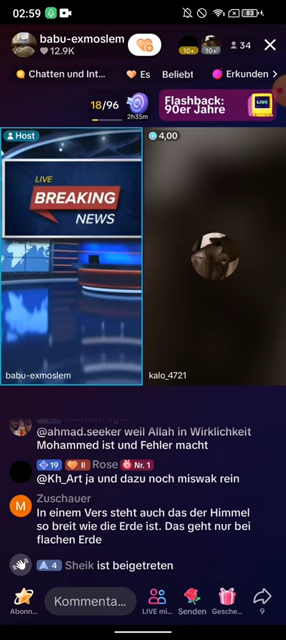 02:59
83
babu-exmoslem
12.9K
10+
10+
34
Chatten und Int...
Es
Beliebt
Erkunden
18/96
2h35m
Flashback:
90er Jahre
LIVE
Host
4,00
LIVE
BREAKING
NEWS
babu-exmoslem
kalo_4721
@ahmad.seeker weil Allah in Wirklichkeit
Mohammed ist und Fehler macht
19 II Rose Nr. 1
@Kh_Art ja und dazu noch miswak rein
M
Zuschauer
In einem Vers steht auch das der Himmel
so breit wie die Erde ist. Das geht nur bei
flachen Erde
4 Sheik ist beigetreten
Abonn...
Kommenta...
LIVE mi...
Senden
Gesche...
9